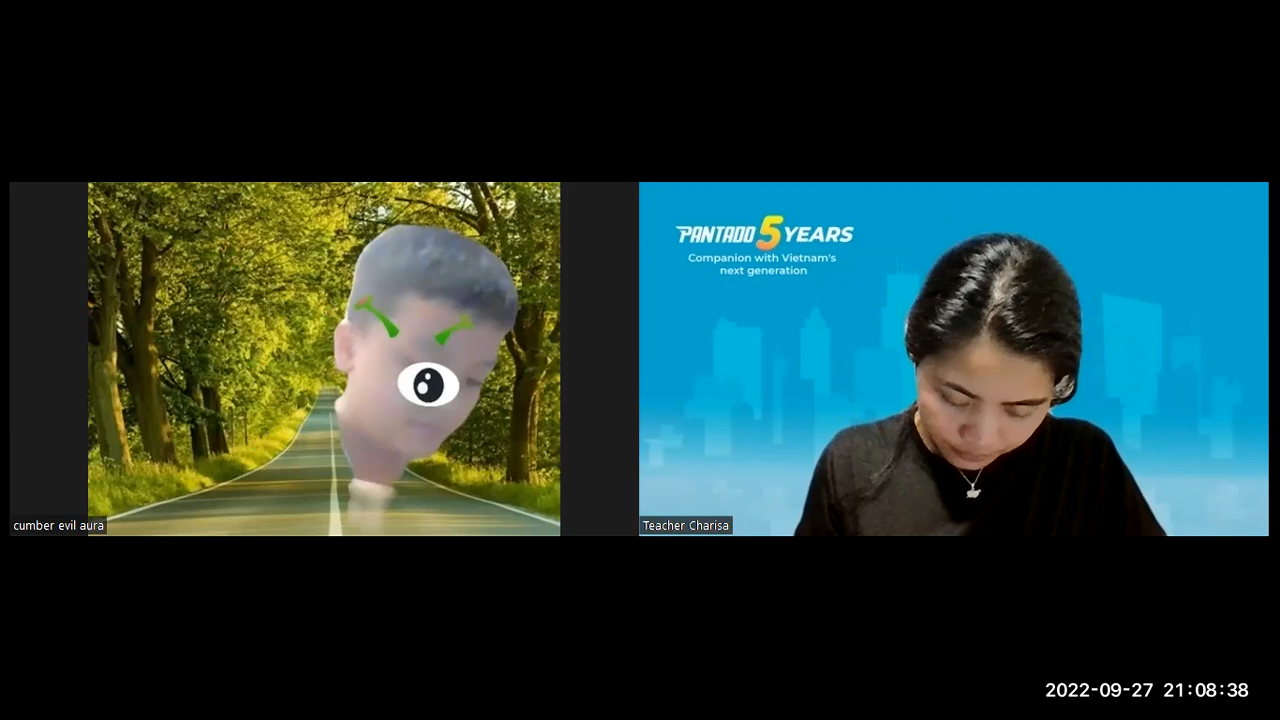 PANTADO 5 YEARS
Companion with Vietnam's
next generation
cumber evil aura
Teacher Charisa
2022-09-27 21:08:38